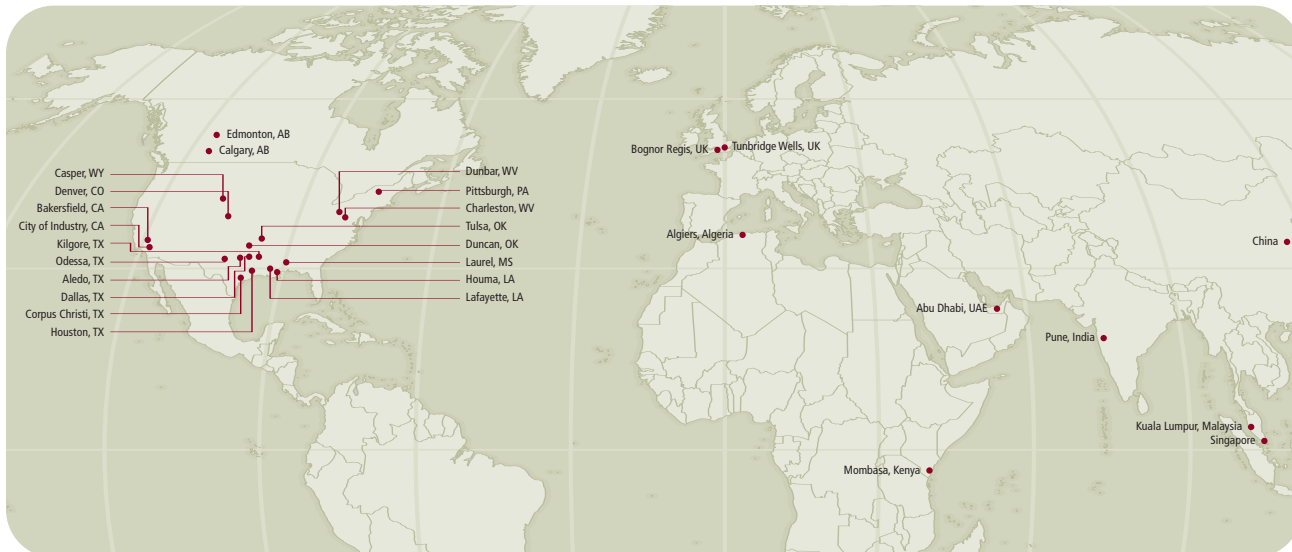 Edmonton, AB
Calgary, AB
Casper, WY
Denver, CO
Bakersfield, CA
City of Industry, CA
Kilgore, TX
Odessa, TX
Aledo, TX
Dallas, TX
Corpus Christi, TX
Houston, TX
Dunbar, WV
Pittsburgh, PA
Charleston, WV
Tulsa, OK
Duncan, OK
Laurel, MS
Houma, LA
Lafayette, LA
Bognor Regis, UK
Tunbridge Wells, UK
Algiers, Algeria
China
Abu Dhabi, UAE
Pune, India
Kuala Lumpur, Malaysia
Singapore
Mombasa, Kenya